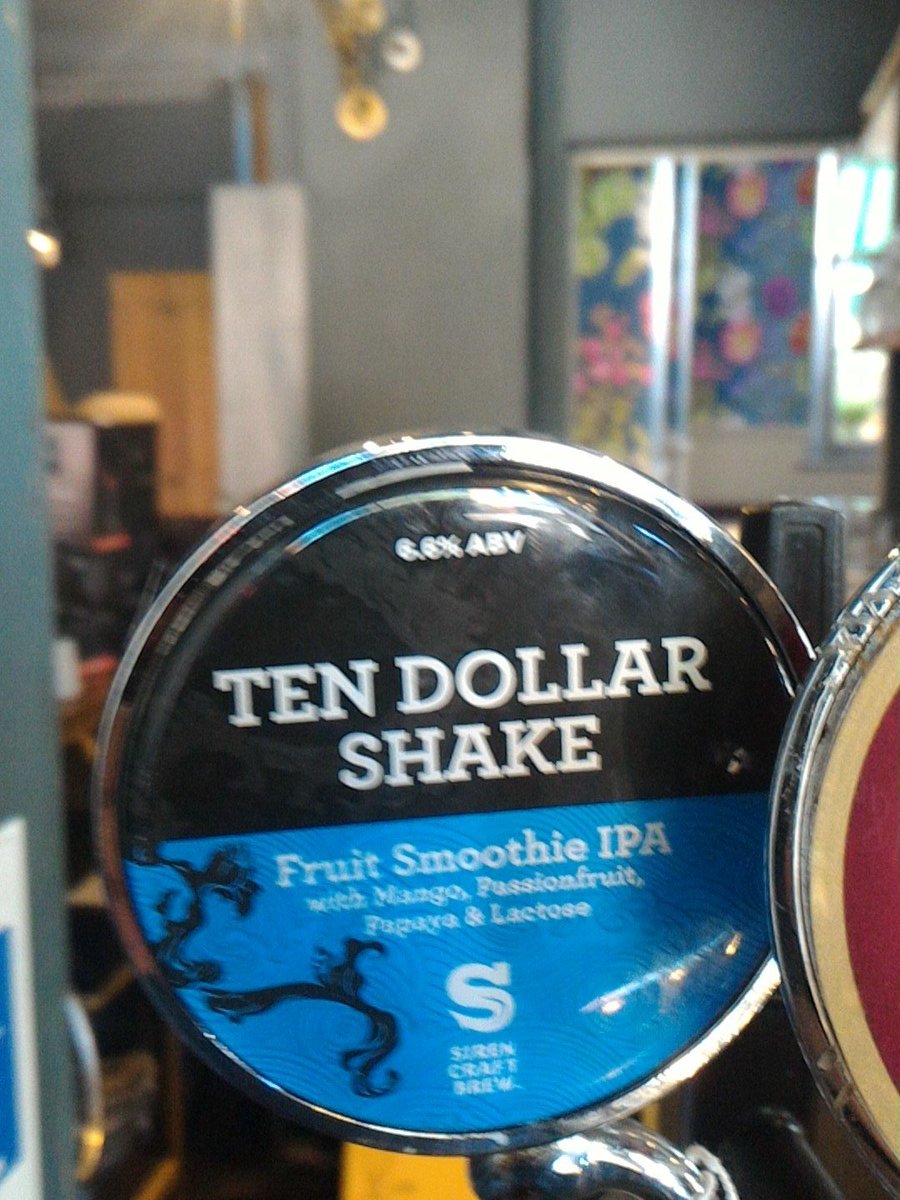 6.6% ABV
TEN DOLLAR
SHAKE
Fruit Smoothie IPA
with Mango, Passionfruit,
Papaya & Lactose
S
SIREN
CRAFT
BREW